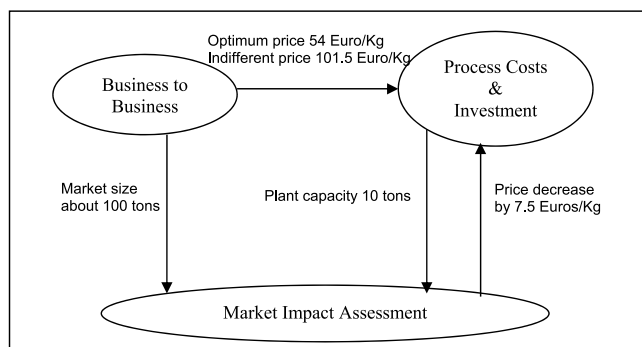 Optimum price 54 Euro/Kg
Indifferent price 101.5 Euro/Kg
Business to
Business
Process Costs
&
Investment
Market size
about 100 tons
Plant capacity 10 tons
Price decrease
by 7.5 Euros/Kg
Market Impact Assessment